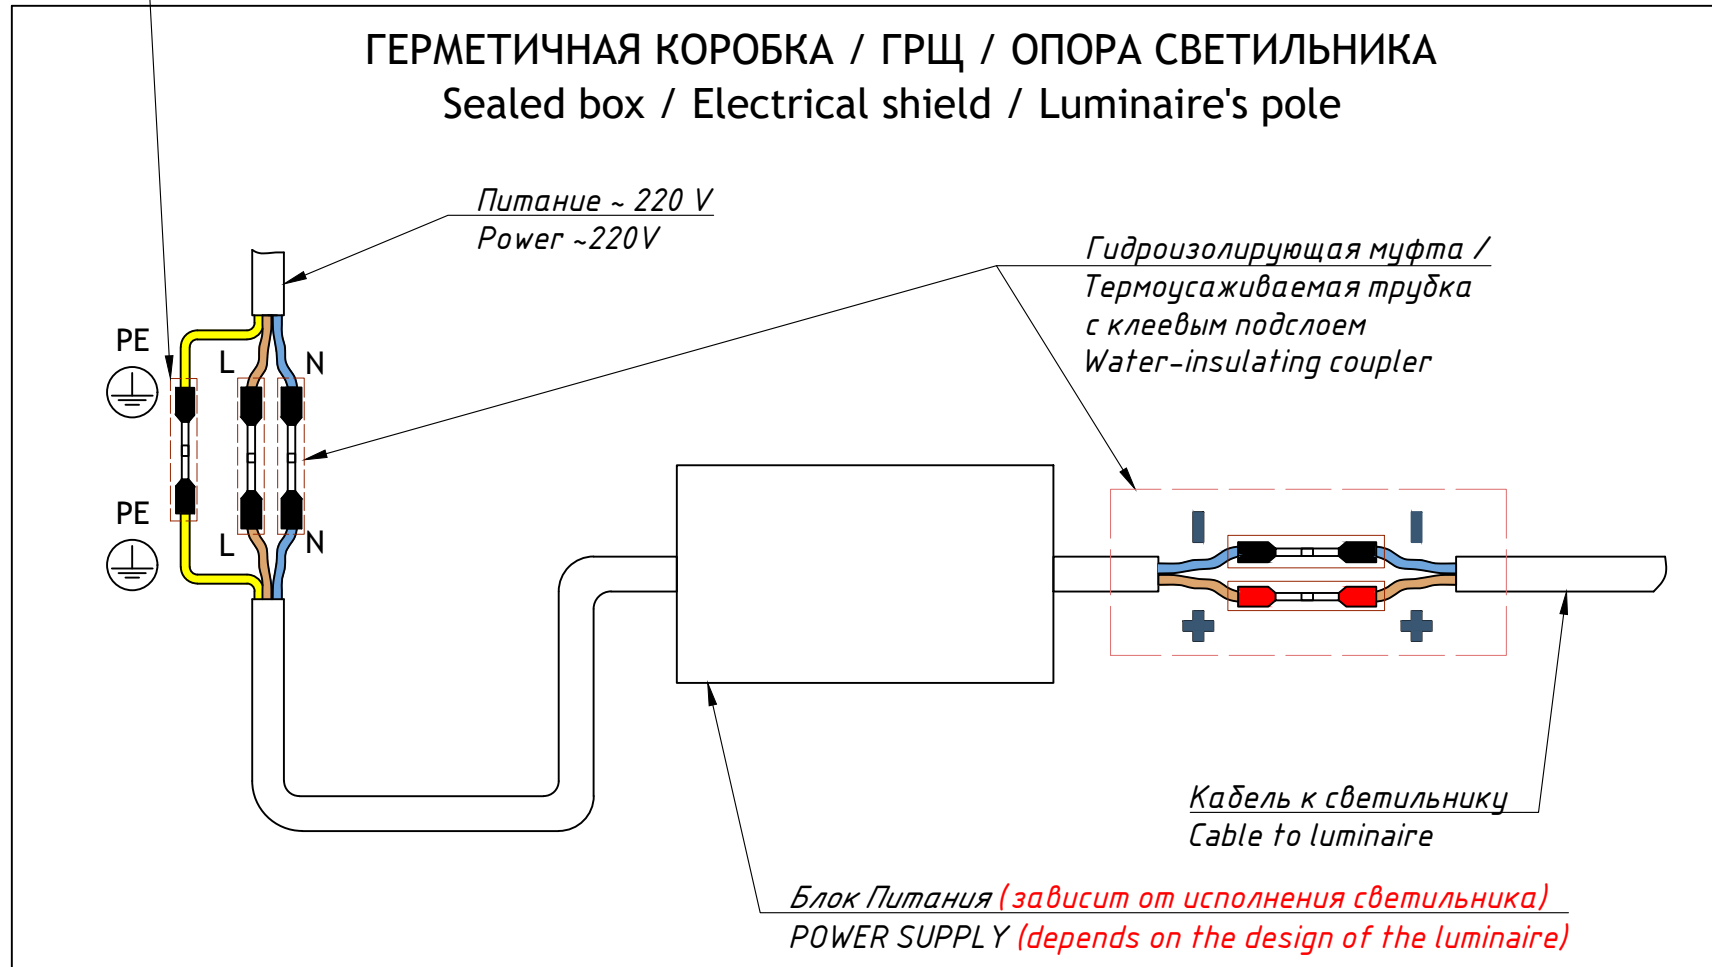 ГЕРМЕТИЧНАЯ КОРОБКА / ГРЩ / ОПОРА СВЕТИЛЬНИКА
Sealed box / Electrical shield / Luminaire's pole
Питание ~ 220 V
Power ~220V
Гидроизолирующая муфта /
Термоусаживаемая трубка
с клеевым подслоем
Water-insulating coupler
PE
L
N
PE
L
N
Кабель к светильнику
Cable to luminaire
Блок Питания (зависит от исполнения светильника)
POWER SUPPLY (depends on the design of the luminaire)